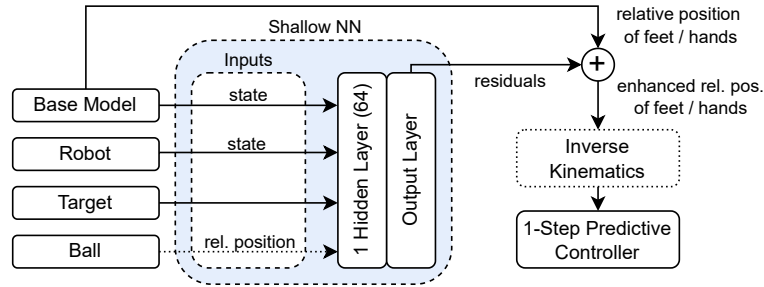 Shallow NN
Inputs
Base Model
Robot
Target
Ball
state
state
rel. position
1 Hidden Layer (64)
Output Layer
residuals
+
relative position
of feet / hands
enhanced rel. pos.
of feet / hands
Inverse
Kinematics
1-Step Predictive
Controller